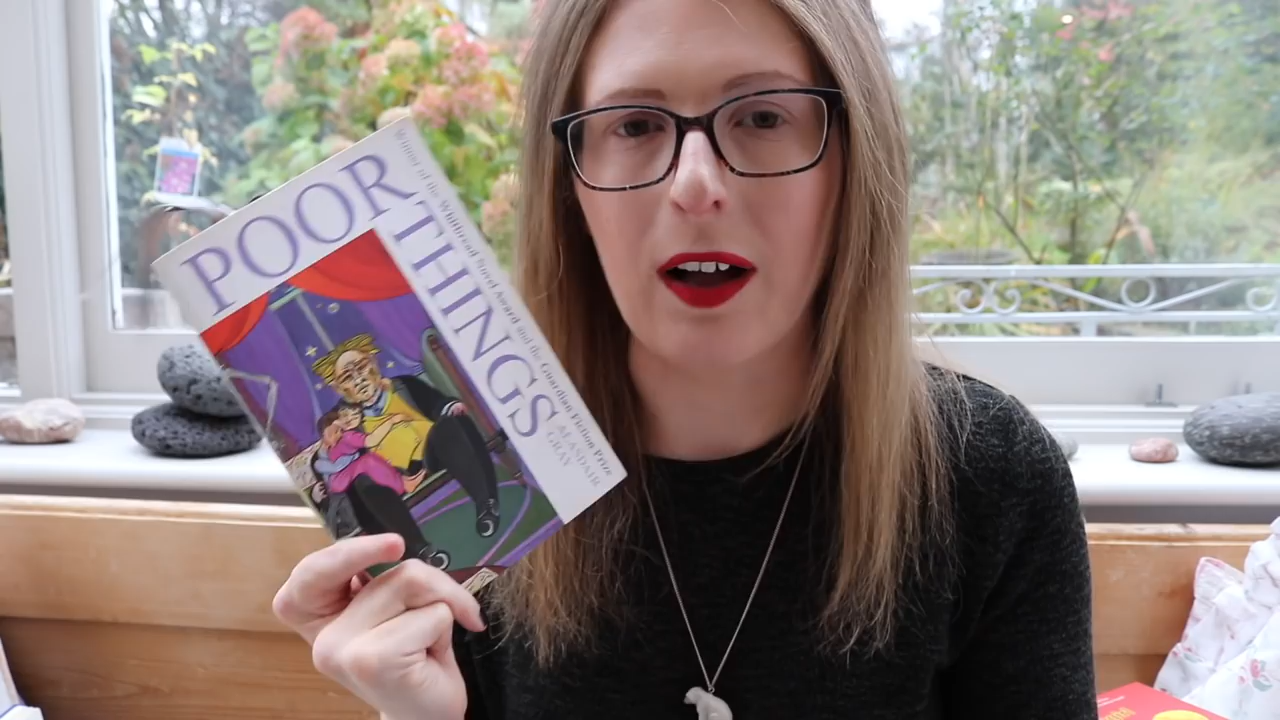 POOR
THINGS
Winner of the Whitbread Novel Award and the Guardian Fiction Prize
ALASDAIR
GRAY